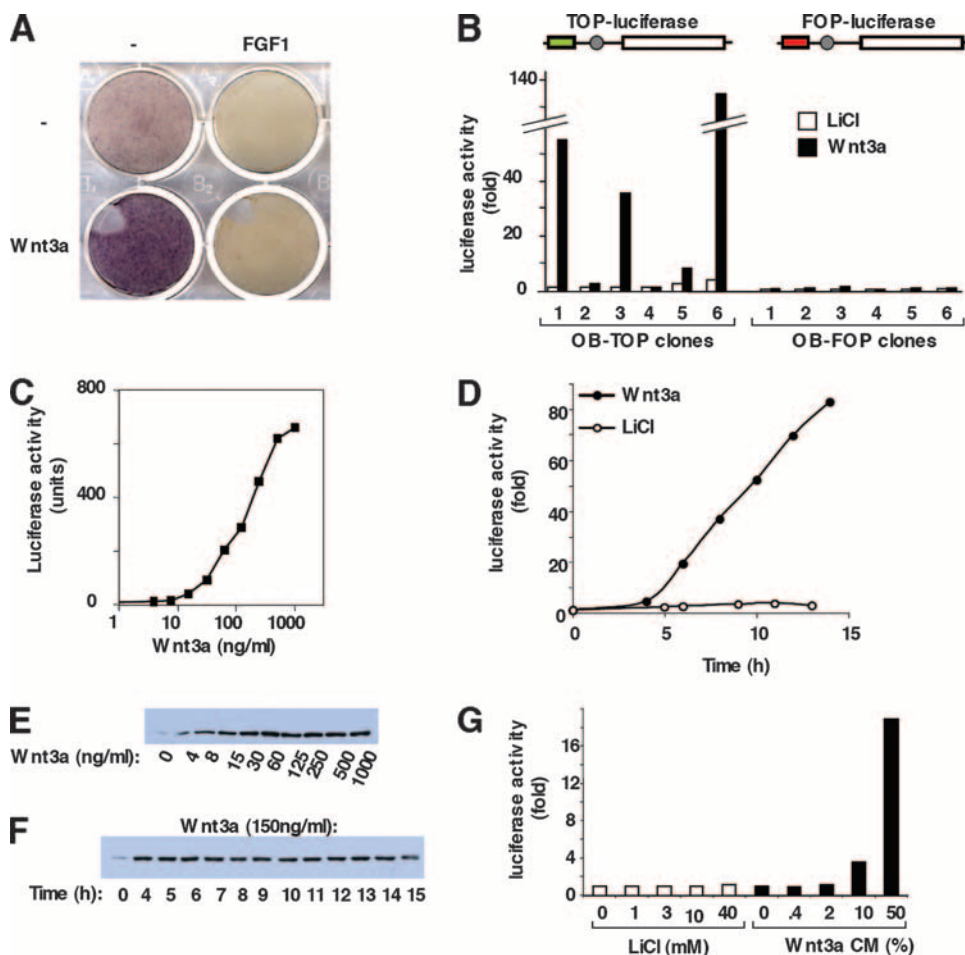 A
-
FGF1
-
Wnt3a
B2
B
TOP-luciferase
FOP-luciferase
luciferase activity
(fold)
140
40
20
0
LiCl
Wnt3a
1 2 3 4 5 6
1 2 3 4 5 6
OB-TOP clones
OB-FOP clones
C
Luciferase activity
(units)
800
400
0
1 10 100 1000
Wnt3a (ng/ml)
D
Wnt3a
LiCl
luciferase activity
(fold)
80
60
40
20
0
0 5 10 15
Time (h)
E
Wnt3a (ng/ml): 0 4 8 15 30 60 125 250 500 1000
F
Wnt3a (150ng/ml):
Time (h): 0 4 5 6 7 8 9 10 11 12 13 14 15
G
luciferase activity
(fold)
16
12
8
4
0
0 1 3 10 40 0 .4 2 10 50
LiCl (mM)
Wnt3a CM (%)